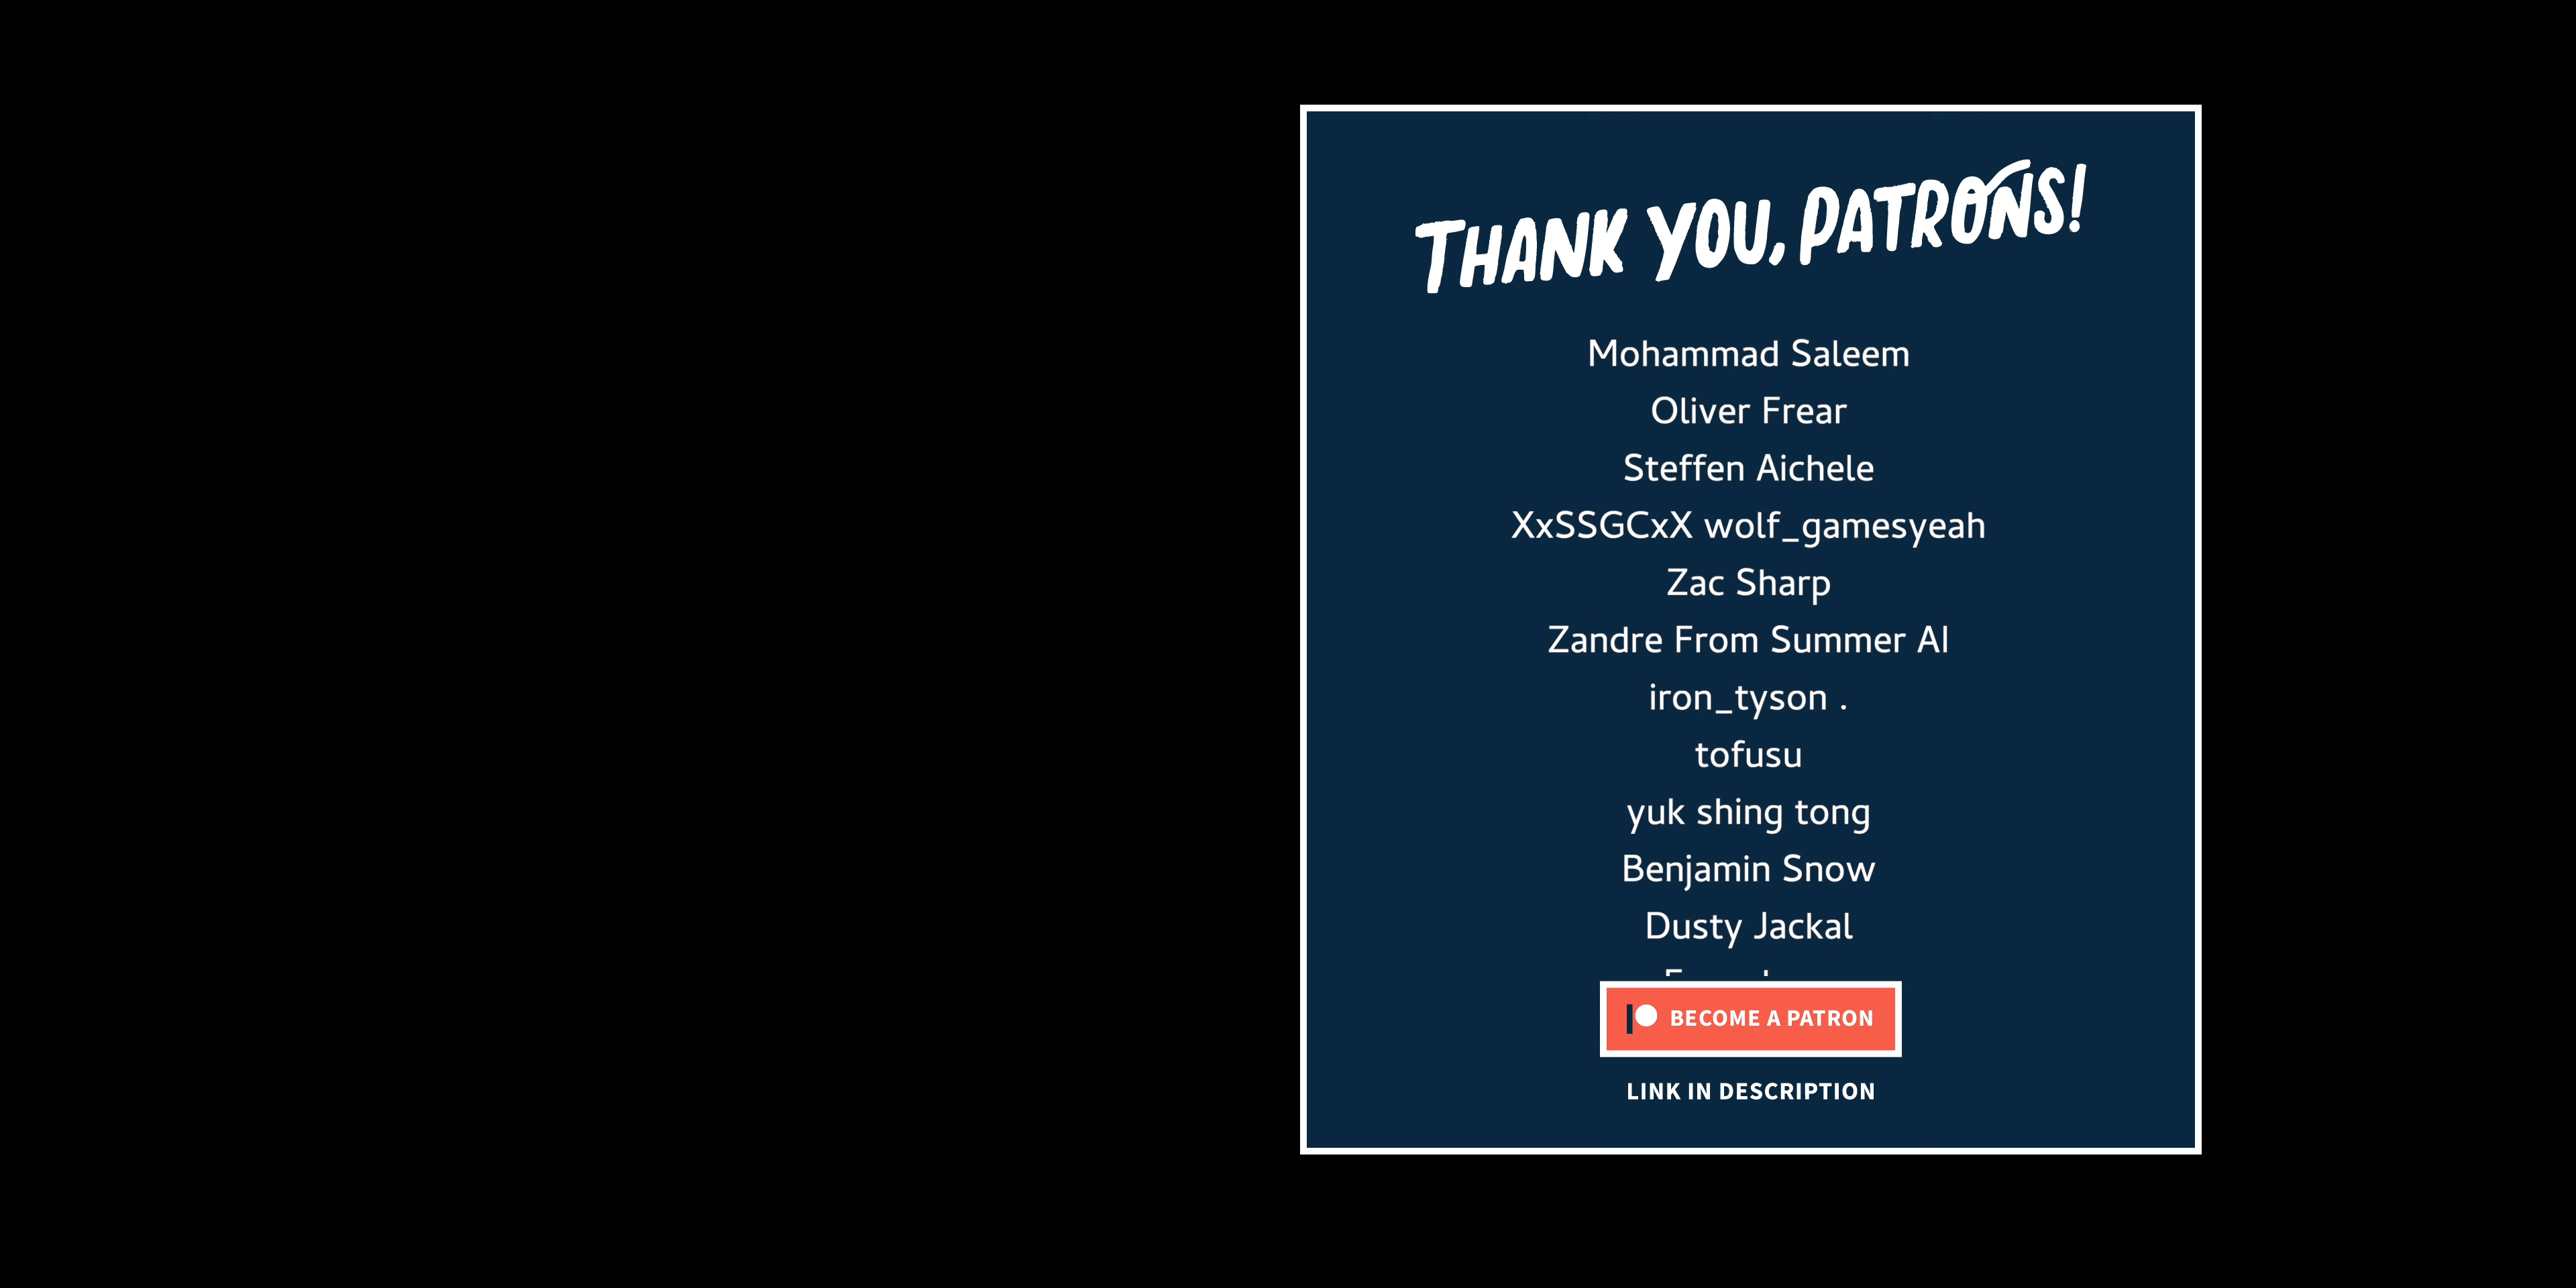 THANK YOU, PATRONS!
Mohammad Saleem
Oliver Frear
Steffen Aichele
XxSSGCxX wolf_gamesyeah
Zac Sharp
Zandre From Summer AI
iron_tyson .
tofusu
yuk shing tong
Benjamin Snow
Dusty Jackal
BECOME A PATRON
LINK IN DESCRIPTION